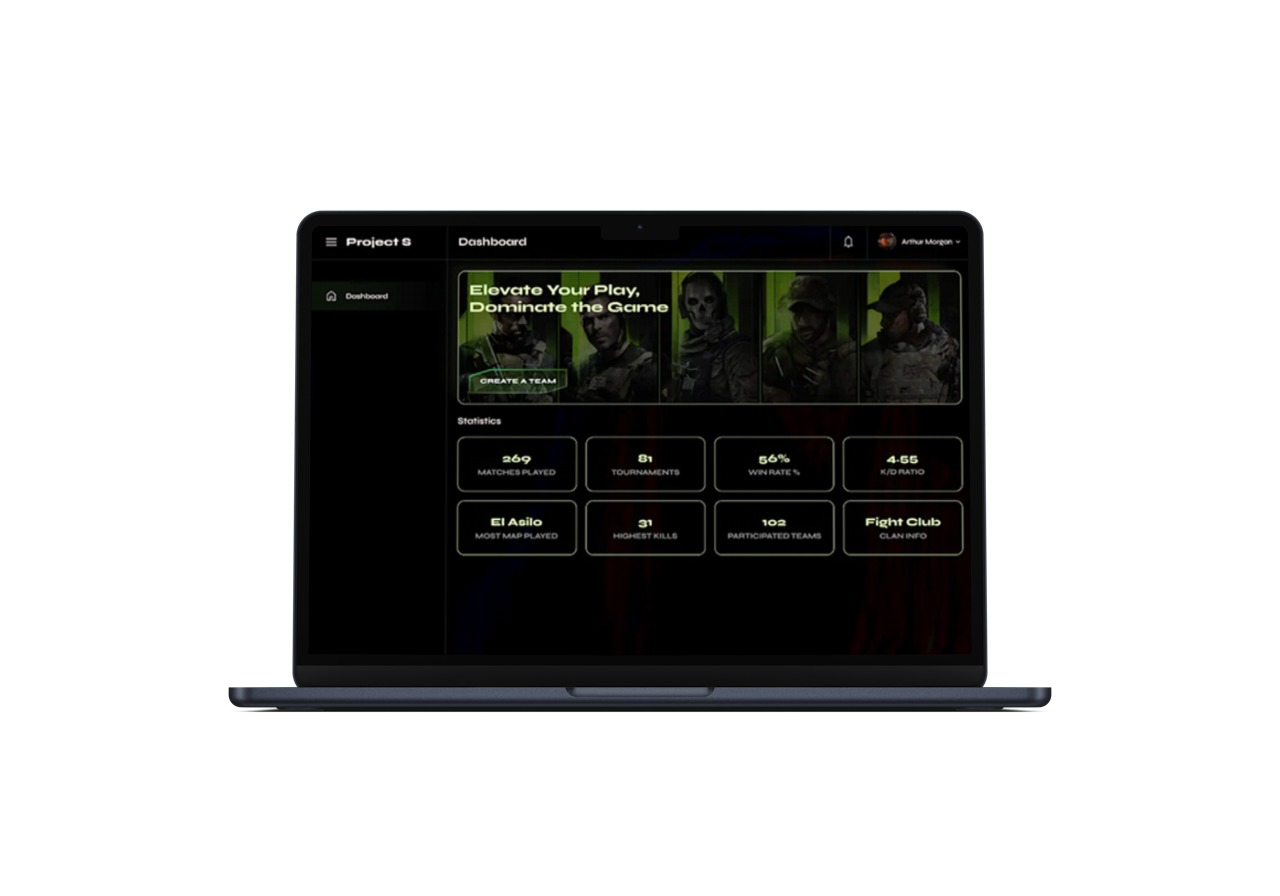 Project S
Dashboard
Arthur Morgan
Dashboard
Elevate Your Play,
Dominate the Game
CREATE A TEAM
Statistics
269
MATCHES PLAYED
81
TOURNAMENTS
56%
WIN RATE %
4.55
K/D RATIO
El Asilo
MOST MAP PLAYED
31
HIGHEST KILLS
102
PARTICIPATED TEAMS
Fight Club
CLAN INFO